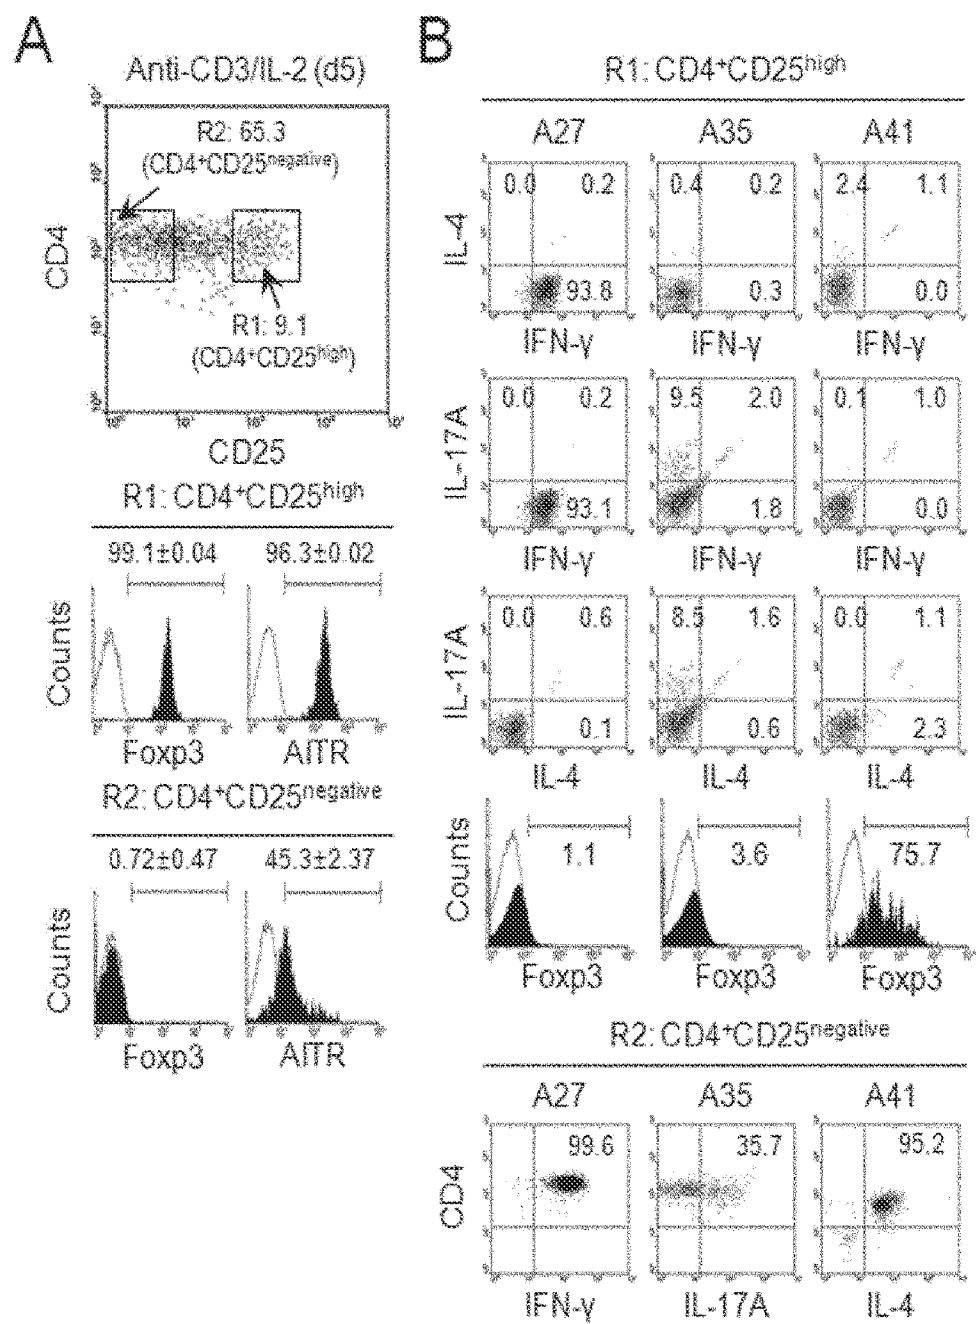 A
Anti-CD3/IL-2 (d5)
R2: 65.3
(CD4⁺CD25ⁿᵉᵍᵃᵗⁱᵛᵉ)
CD4
R1: 9.1
(CD4⁺CD25ʰⁱᵍʰ)
CD25
R1: CD4⁺CD25ʰⁱᵍʰ
99.1±0.04 96.3±0.02
Counts
Foxp3 AITR
R2: CD4⁺CD25ⁿᵉᵍᵃᵗⁱᵛᵉ
0.72±0.47 45.3±2.37
Counts
Foxp3 AITR
B
R1: CD4⁺CD25ʰⁱᵍʰ
A27 A35 A41
IL-4
0.0 0.2 0.4 0.2 2.4 1.1
93.8 0.3 0.0
IFN-γ IFN-γ IFN-γ
IL-17A
0.0 0.2 9.5 2.0 0.1 1.0
93.1 1.8 0.0
IFN-γ IFN-γ IFN-γ
IL-17A
0.0 0.6 8.5 1.6 0.0 1.1
0.1 0.6 2.3
IL-4 IL-4 IL-4
Counts
1.1 3.6 75.7
Foxp3 Foxp3 Foxp3
R2: CD4⁺CD25ⁿᵉᵍᵃᵗⁱᵛᵉ
A27 A35 A41
CD4
99.6 35.7 95.2
IFN-γ IL-17A IL-4